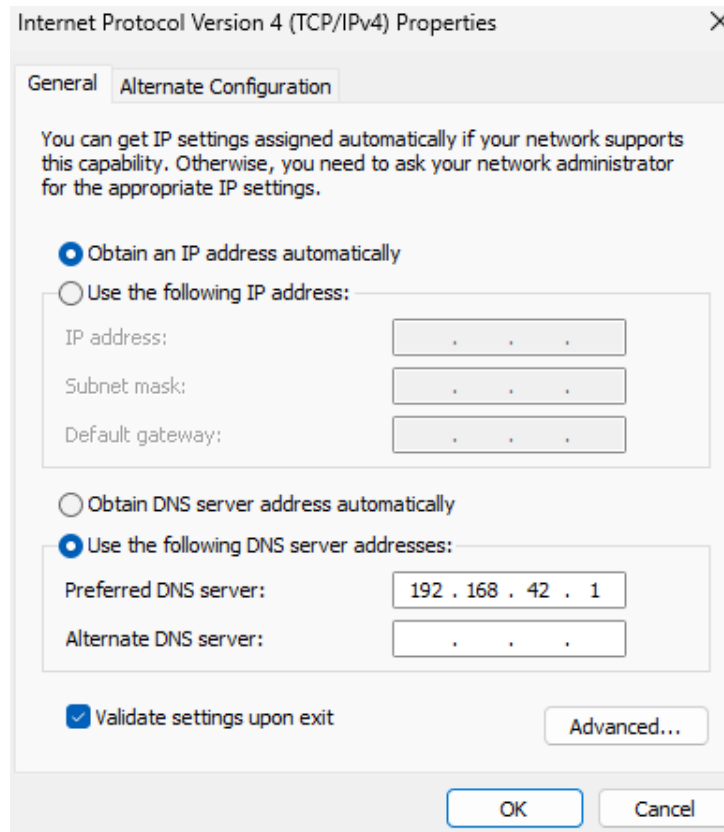 Internet Protocol Version 4 (TCP/IPv4) Properties
General
Alternate Configuration
You can get IP settings assigned automatically if your network supports
this capability. Otherwise, you need to ask your network administrator
for the appropriate IP settings.
Obtain an IP address automatically
Use the following IP address:
IP address:
. . .
Subnet mask:
. . .
Default gateway:
. . .
Obtain DNS server address automatically
Use the following DNS server addresses:
Preferred DNS server:
192 . 168 . 42 . 1
Alternate DNS server:
. . .
Validate settings upon exit
Advanced...
OK
Cancel